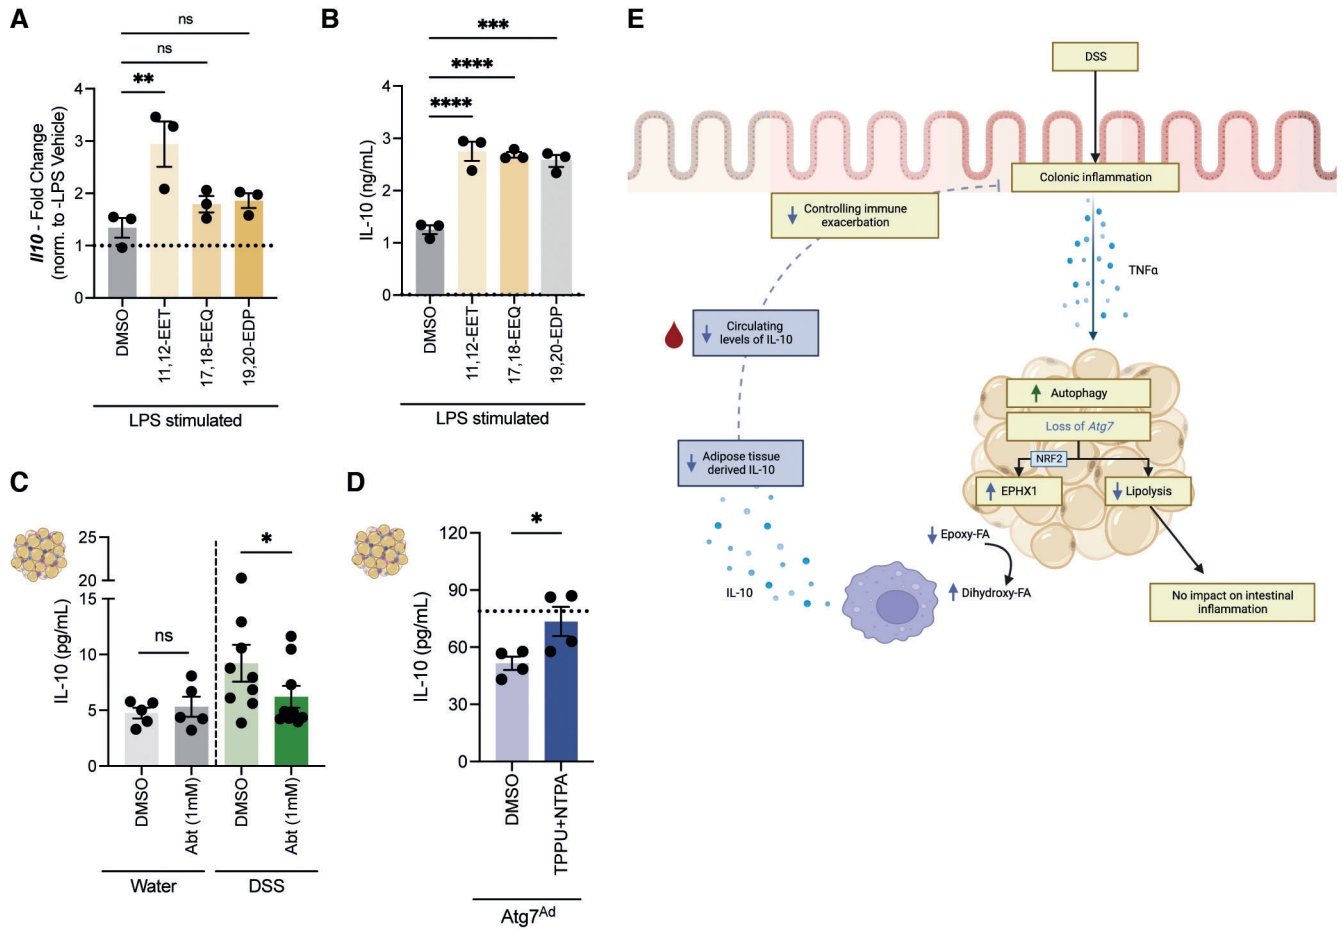 A
ns
ns
**
Il10 - Fold Change
(norm. to -LPS Vehicle)
4
3
2
1
0
DMSO
11,12-EET
17,18-EEQ
19,20-EDP
LPS stimulated
B
***
****
****
IL-10 (ng/mL)
4
3
2
1
0
DMSO
11,12-EET
17,18-EEQ
19,20-EDP
LPS stimulated
C
IL-10 (pg/mL)
25
20
15
10
5
0
ns
*
DMSO
Abt (1mM)
DMSO
Abt (1mM)
Water
DSS
D
IL-10 (pg/mL)
120
90
60
30
0
*
DMSO
TPPU+NTPA
Atg7ᴬᵈ
E
DSS
Colonic inflammation
↓ Controlling immune
exacerbation
TNFα
↓ Circulating
levels of IL-10
↑ Autophagy
Loss of Atg7
NRF2
↓ Adipose tissue
derived IL-10
↑ EPHX1
↓ Lipolysis
↓ Epoxy-FA
IL-10
↑ Dihydroxy-FA
No impact on intestinal
inflammation